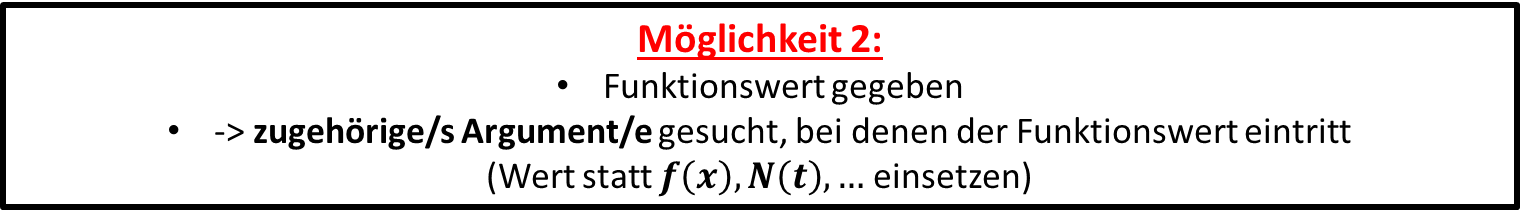 Möglichkeit 2:
• Funktionswert gegeben
• -> zugehörige/s Argument/e gesucht, bei denen der Funktionswert eintritt
(Wert statt f(x), N(t), ... einsetzen)